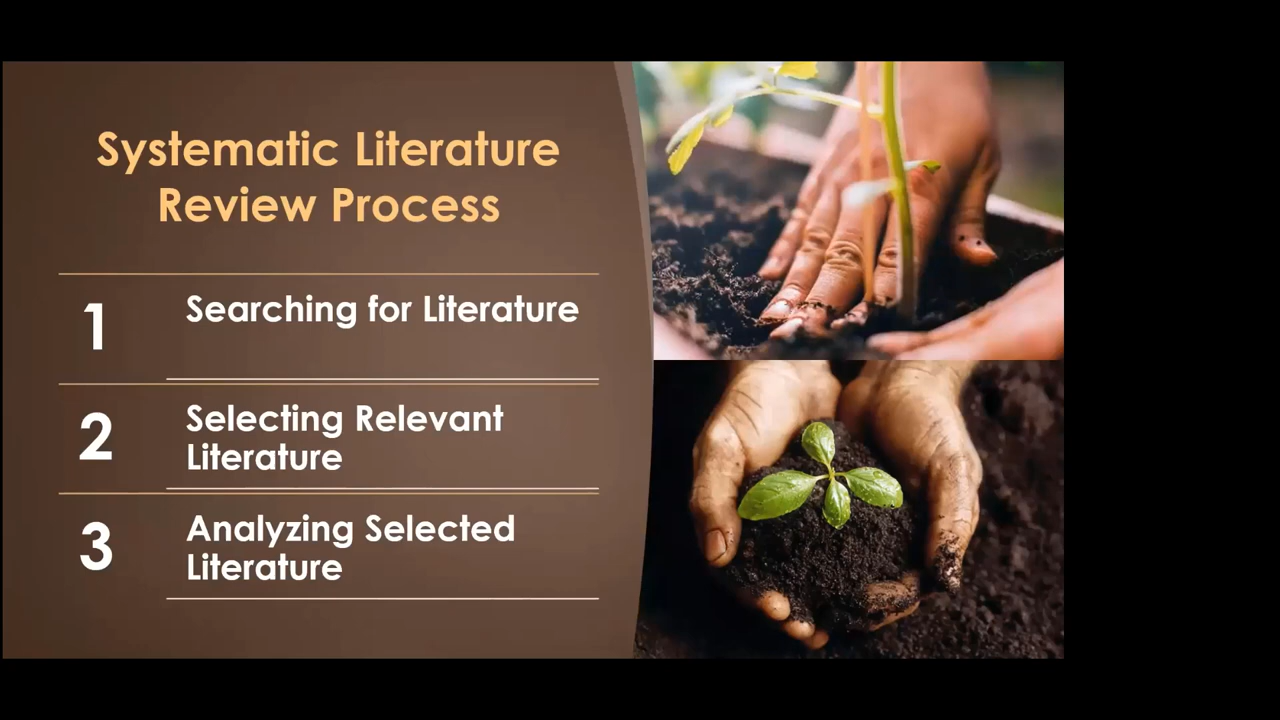 Systematic Literature
Review Process
1
Searching for Literature
2
Selecting Relevant
Literature
3
Analyzing Selected
Literature